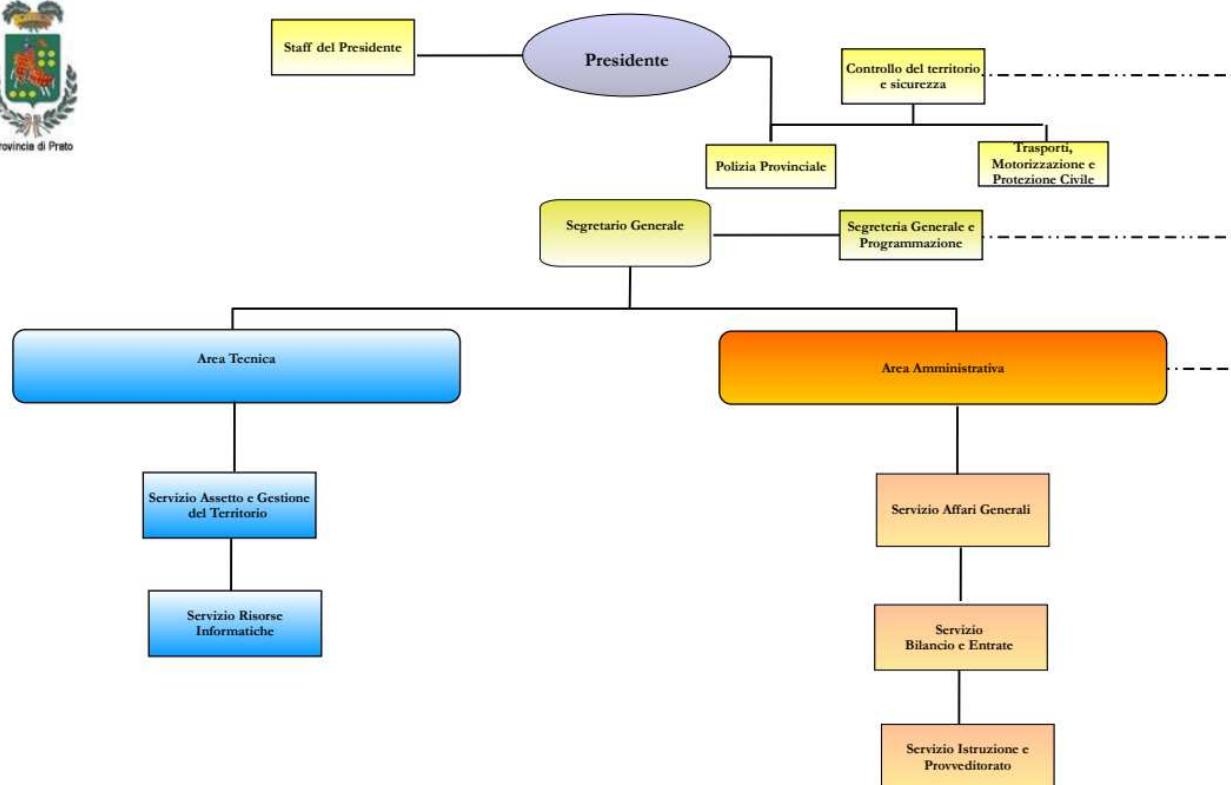 Provincia di Prato
Staff del Presidente
Presidente
Controllo del territorio
e sicurezza
Polizia Provinciale
Trasporti,
Motorizzazione e
Protezione Civile
Segretario Generale
Segreteria Generale e
Programmazione
Area Tecnica
Area Amministrativa
Servizio Assetto e Gestione
del Territorio
Servizio Affari Generali
Servizio Risorse
Informatiche
Servizio
Bilancio e Entrate
Servizio Istruzione e
Provveditorato